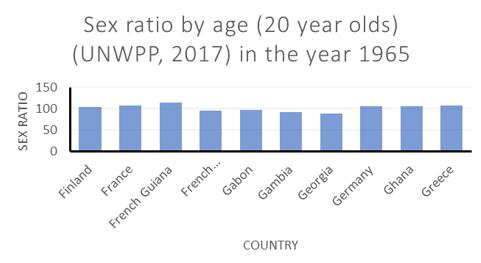 Sex ratio by age (20 year olds)
(UNWPP, 2017) in the year 1965
SEX RATIO
150
100
50
0
Finland
France
French Guiana
French...
Gabon
Gambia
Georgia
Germany
Ghana
Greece
COUNTRY